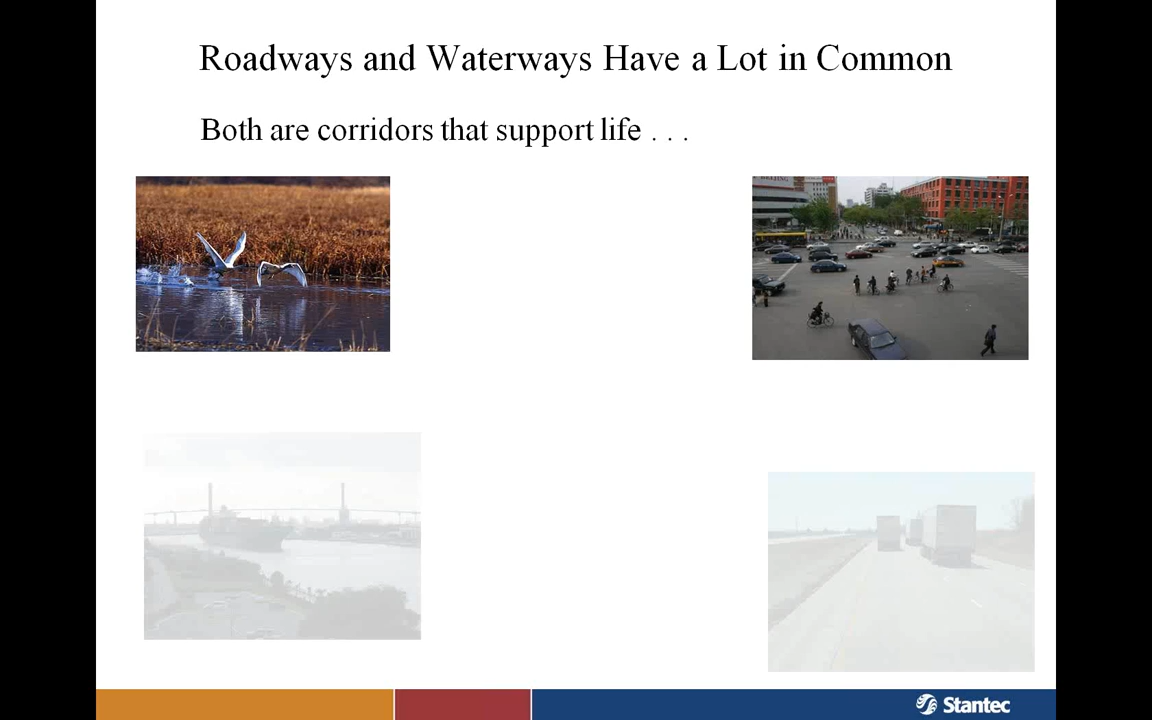 Roadways and Waterways Have a Lot in Common
Both are corridors that support life . . .
Stantec